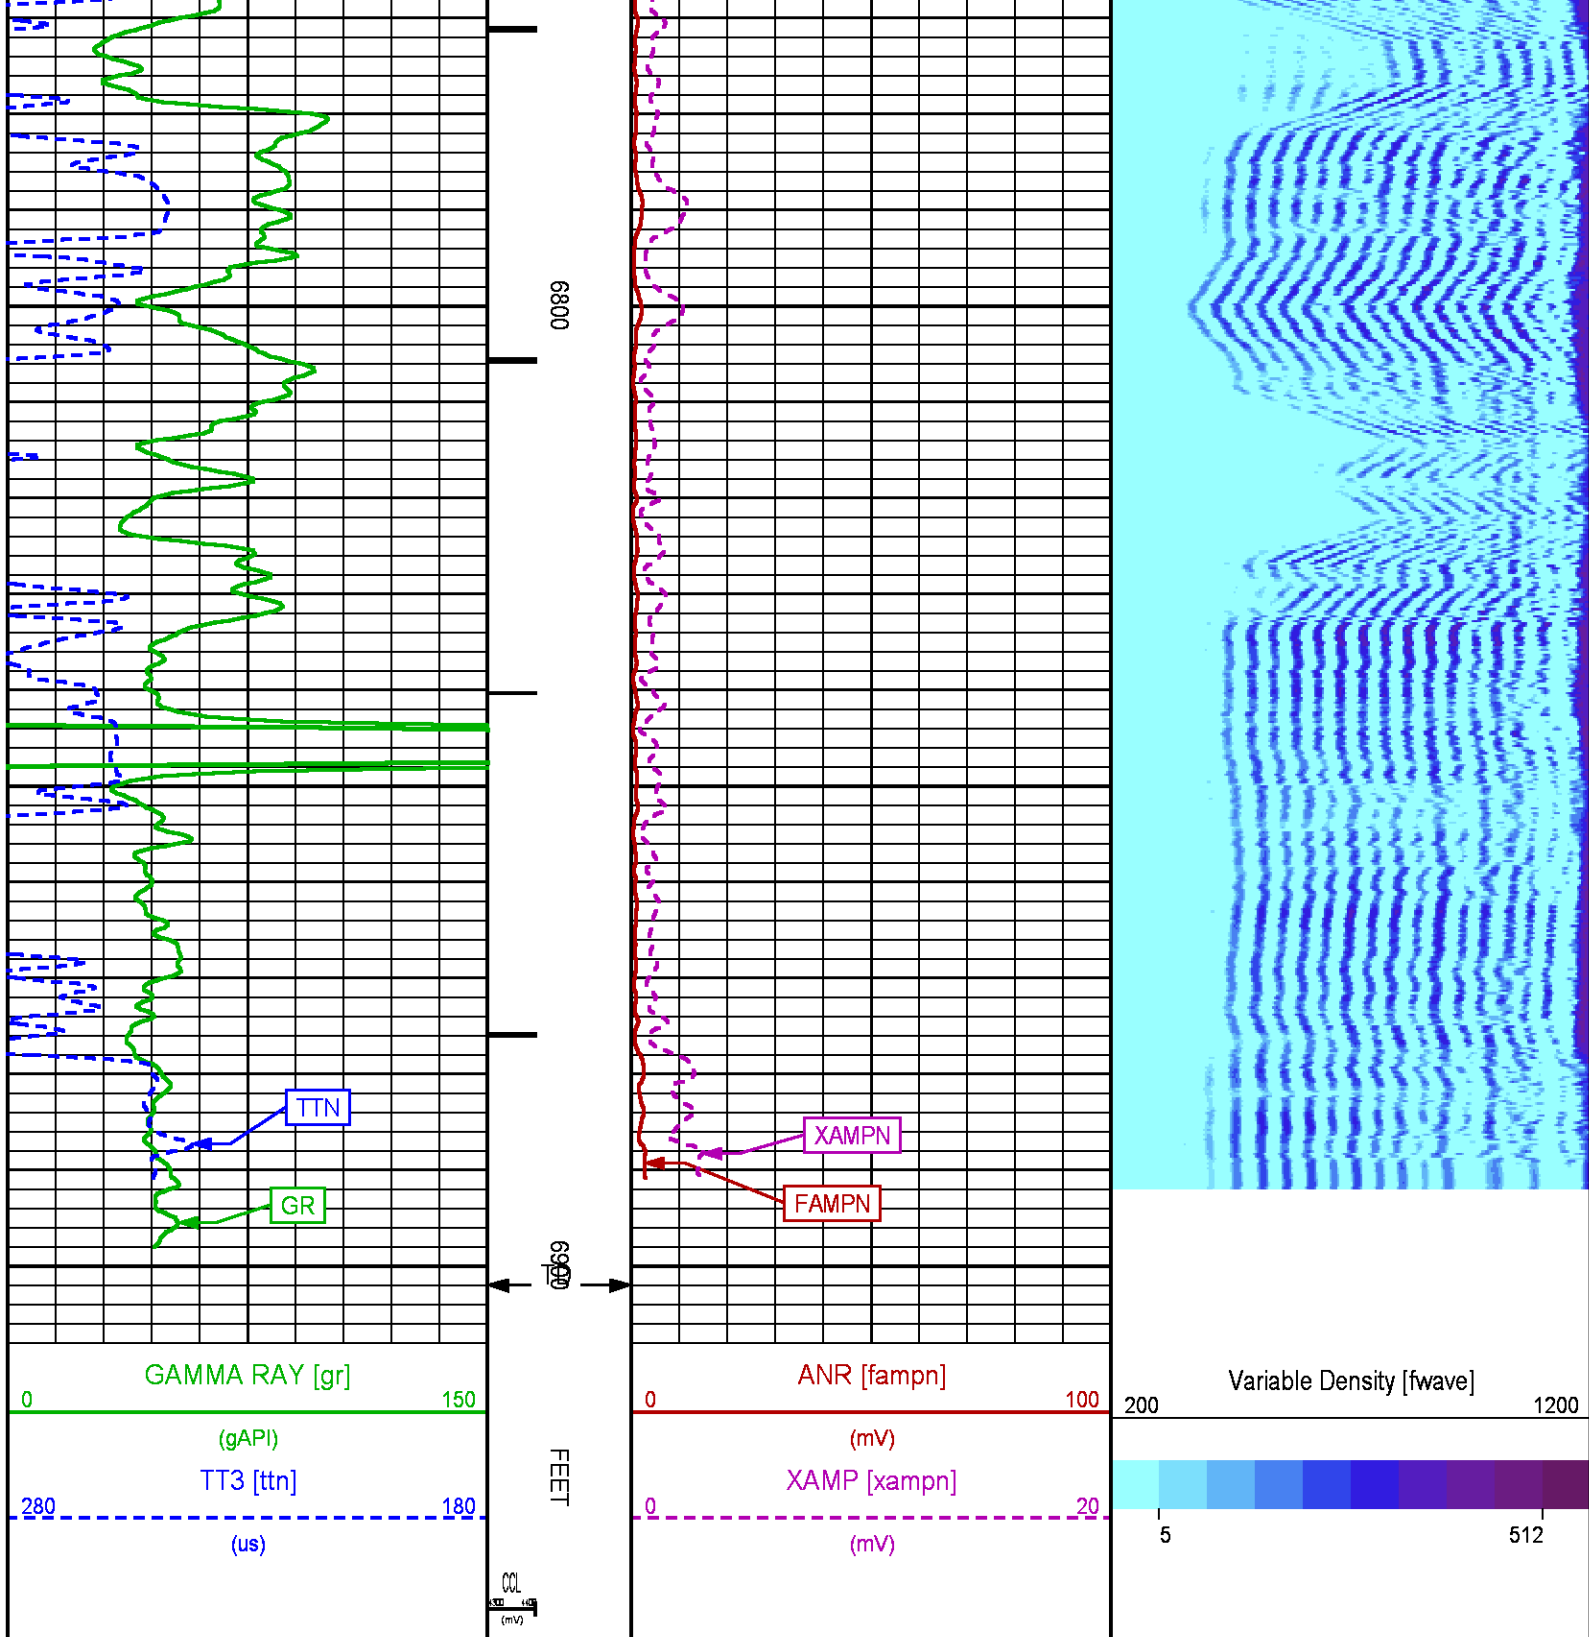 6800
TTN
XAMPN
FAMPN
GR
6900
GAMMA RAY [gr]
0 150
(gAPI)
TT3 [ttn]
280 180
(us)
FEET
CCL
(mV)
ANR [fampn]
0 100
(mV)
XAMP [xampn]
0 20
(mV)
Variable Density [fwave]
200 1200
5 512